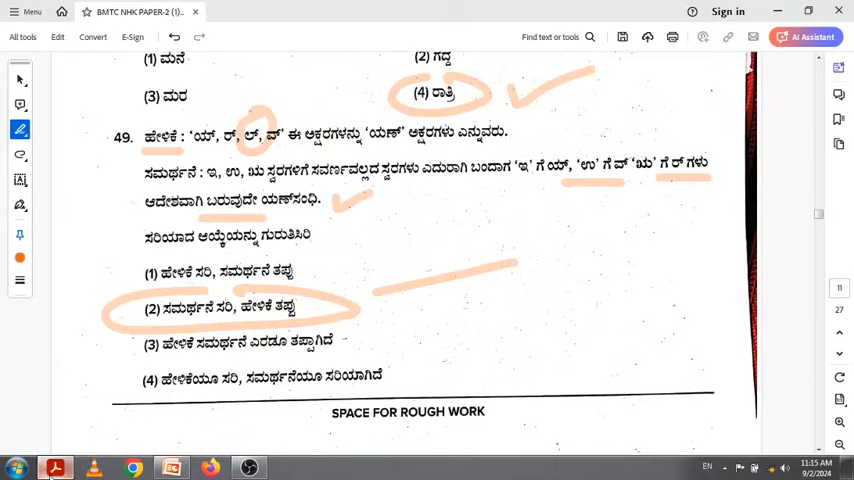 Menu
BMTC NHK PAPER-2 (1)...
Sign in
All tools
Edit
Convert
E-Sign
Find text or tools
AI Assistant
(1) ಮನೆ
(2) ಗದ್ದೆ
(3) ಮರ
(4) ರಾತ್ರಿ
49. ಹೇಳಿಕೆ : ‘ಯ್, ರ್, ಲ್, ವ್’ ಈ ಅಕ್ಷರಗಳನ್ನು ‘ಯಣ್’ ಅಕ್ಷರಗಳು ಎನ್ನುವರು.
ಸಮರ್ಥನೆ : ಇ, ಉ, ಋ ಸ್ವರಗಳಿಗೆ ಸವರ್ಣವಲ್ಲದ ಸ್ವರಗಳು ಎದುರಾಗಿ ಬಂದಾಗ ‘ಇ’ ಗೆ ಯ್, ‘ಉ’ ಗೆ ವ್ ‘ಋ’ ಗೆ ರ್ ಗಳು
ಆದೇಶವಾಗಿ ಬರುವುದೇ ಯಣ್‌ಸಂಧಿ.
ಸರಿಯಾದ ಆಯ್ಕೆಯನ್ನು ಗುರುತಿಸಿರಿ
(1) ಹೇಳಿಕೆ ಸರಿ, ಸಮರ್ಥನೆ ತಪ್ಪು
(2) ಸಮರ್ಥನೆ ಸರಿ, ಹೇಳಿಕೆ ತಪ್ಪು
(3) ಹೇಳಿಕೆ ಸಮರ್ಥನೆ ಎರಡೂ ತಪ್ಪಾಗಿದೆ
(4) ಹೇಳಿಕೆಯೂ ಸರಿ, ಸಮರ್ಥನೆಯೂ ಸರಿಯಾಗಿದೆ
SPACE FOR ROUGH WORK
11
27
EN
11:15 AM
9/2/2024